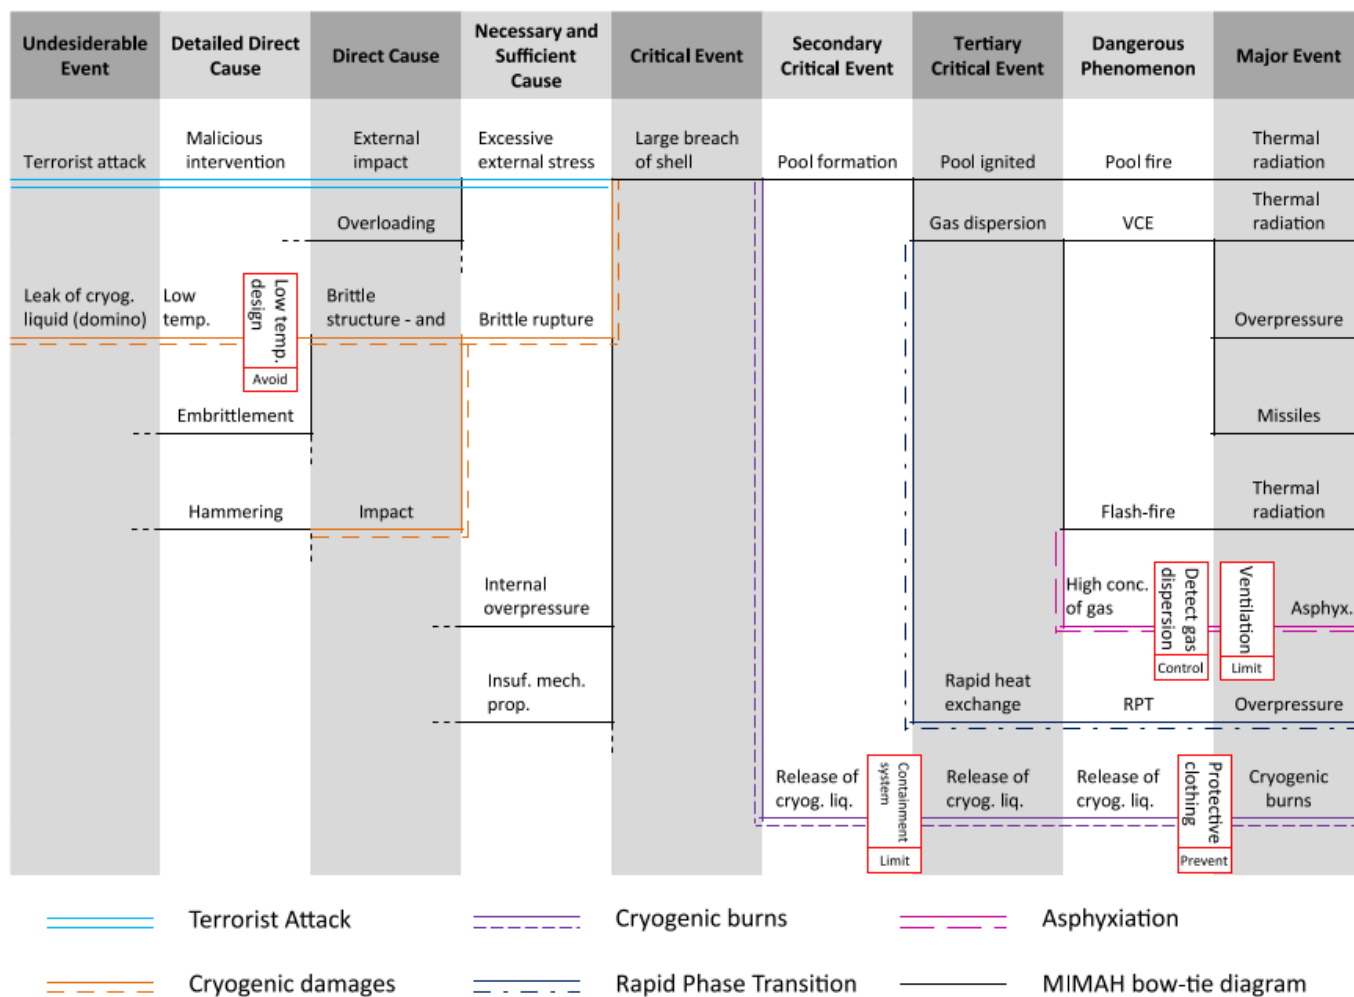 Undesiderable
Event
Detailed Direct
Cause
Direct Cause
Necessary and
Sufficient
Cause
Critical Event
Secondary
Critical Event
Tertiary
Critical Event
Dangerous
Phenomenon
Major Event
Terrorist attack
Malicious
intervention
External
impact
Excessive
external stress
Large breach
of shell
Pool formation
Pool ignited
Pool fire
Thermal
radiation
Overloading
Gas dispersion
VCE
Thermal
radiation
Leak of cryog.
liquid (domino)
Low
temp.
Low temp.
design
Avoid
Brittle
structure - and
Brittle rupture
Overpressure
Embrittlement
Missiles
Hammering
Impact
Flash-fire
Thermal
radiation
Internal
overpressure
High conc.
of gas
Detect gas
dispersion
Control
Ventilation
Limit
Asphyx.
Insuf. mech.
prop.
Rapid heat
exchange
RPT
Overpressure
Release of
cryog. liq.
Containment
system
Limit
Release of
cryog. liq.
Release of
cryog. liq.
Protective
clothing
Prevent
Cryogenic
burns
Terrorist Attack
Cryogenic burns
Asphyxiation
Cryogenic damages
Rapid Phase Transition
MIMAH bow-tie diagram